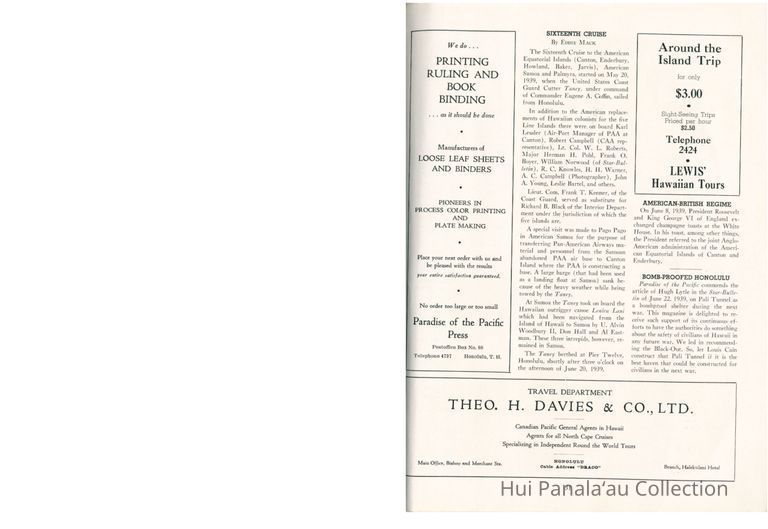 We do . . .
PRINTING
RULING AND
BOOK
BINDING
. . . as it should be done
Manufacturers of
LOOSE LEAF SHEETS
AND BINDERS
PIONEERS IN
PROCESS COLOR PRINTING
AND
PLATE MAKING
Place your next order with us and
be pleased with the results
your entire satisfaction guaranteed.
No order too large or too small
Paradise of the Pacific
Press
Postoffice Box No. 80
Telephone 4787 Honolulu, T. H.
SIXTEENTH CRUISE
By EDDIE MACK
The Sixteenth Cruise to the American
Equatorial Islands (Canton, Enderbury,
Howland, Baker, Jarvis), American
Samoa and Palmyra, started on May 20,
1939, when the United States Coast
Guard Cutter Taney, under command
of Commander Eugene A. Coffin, sailed
from Honolulu.
In addition to the American replace-
ments of Hawaiian colonists for the five
Line Islands there were on board Karl
Leuder (Air-Port Manager of PAA at
Canton), Robert Campbell (CAA rep-
resentative), Lt. Col. W. L. Roberts,
Major Herman H. Pohl, Frank O.
Boyer, William Norwood (of Star-Bul-
letin), R. C. Knowles, H. H. Warner,
A. C. Campbell (Photographer), John
A. Young, Leslie Bartel, and others.
Lieut. Com. Frank T. Kenner, of the
Coast Guard, served as substitute for
Richard B. Black of the Interior Depart-
ment under the jurisdiction of which the
five islands are.
A special visit was made to Pago Pago
in American Samoa for the purpose of
transferring Pan-American Airways ma-
terial and personnel from the Samoan
abandoned PAA air base to Canton
Island where the PAA is constructing a
base. A large barge (that had been used
as a landing float at Samoa) sank be-
cause of the heavy weather while being
towed by the Taney.
At Samoa the Taney took on board the
Hawaiian outrigger canoe Lani
which had been navigated from the
Island of Hawaii to Samoa by U. Alvin
Woodbury II, Don Hall and Al East-
man. These three intrepids, however, re-
mained in Samoa.
The Taney berthed at Pier Twelve,
Honolulu, shortly after three o'clock on
the afternoon of June 20, 1939.
Around the
Island Trip
for only
$3.00
Sight-Seeing Trips
Priced per hour
$2.50
Telephone
2424
LEWIS'
Hawaiian Tours
AMERICAN-BRITISH REGIME
On June 8, 1939, President Roosevelt
and King George VI of England ex-
changed champagne toasts at the White
House. In his toast, among other things,
the President referred to the joint Anglo-
American administration of the Ameri-
can Equatorial Islands of Canton and
Enderbury.
BOMB-PROOFED HONOLULU
Paradise of the Pacific commends the
article of Hugh Lytle in the Star-Bulle-
tin of June 22, 1939, on Pali Tunnel as
a bombproof shelter during the next
war. This magazine is delighted to re-
ceive such support of its continuous ef-
forts to have the authorities do something
about the safety of civilians of Hawaii in
any future war. We led in recommend-
ing the Black-Out. So, let Louis Cain
construct that Pali Tunnel if it is the
best haven that could be constructed for
civilians in the next war.
TRAVEL DEPARTMENT
THEO. H. DAVIES & CO., LTD.
Canadian Pacific General Agents in Hawaii
Agents for all North Cape Cruises
Specializing in Independent Round the World Tours
Main Office, Bishop and Merchant Sts.
HONOLULU
Cable Address "DRACO"
Branch, Halekulani Hotel
Hui Panala‘au Collection